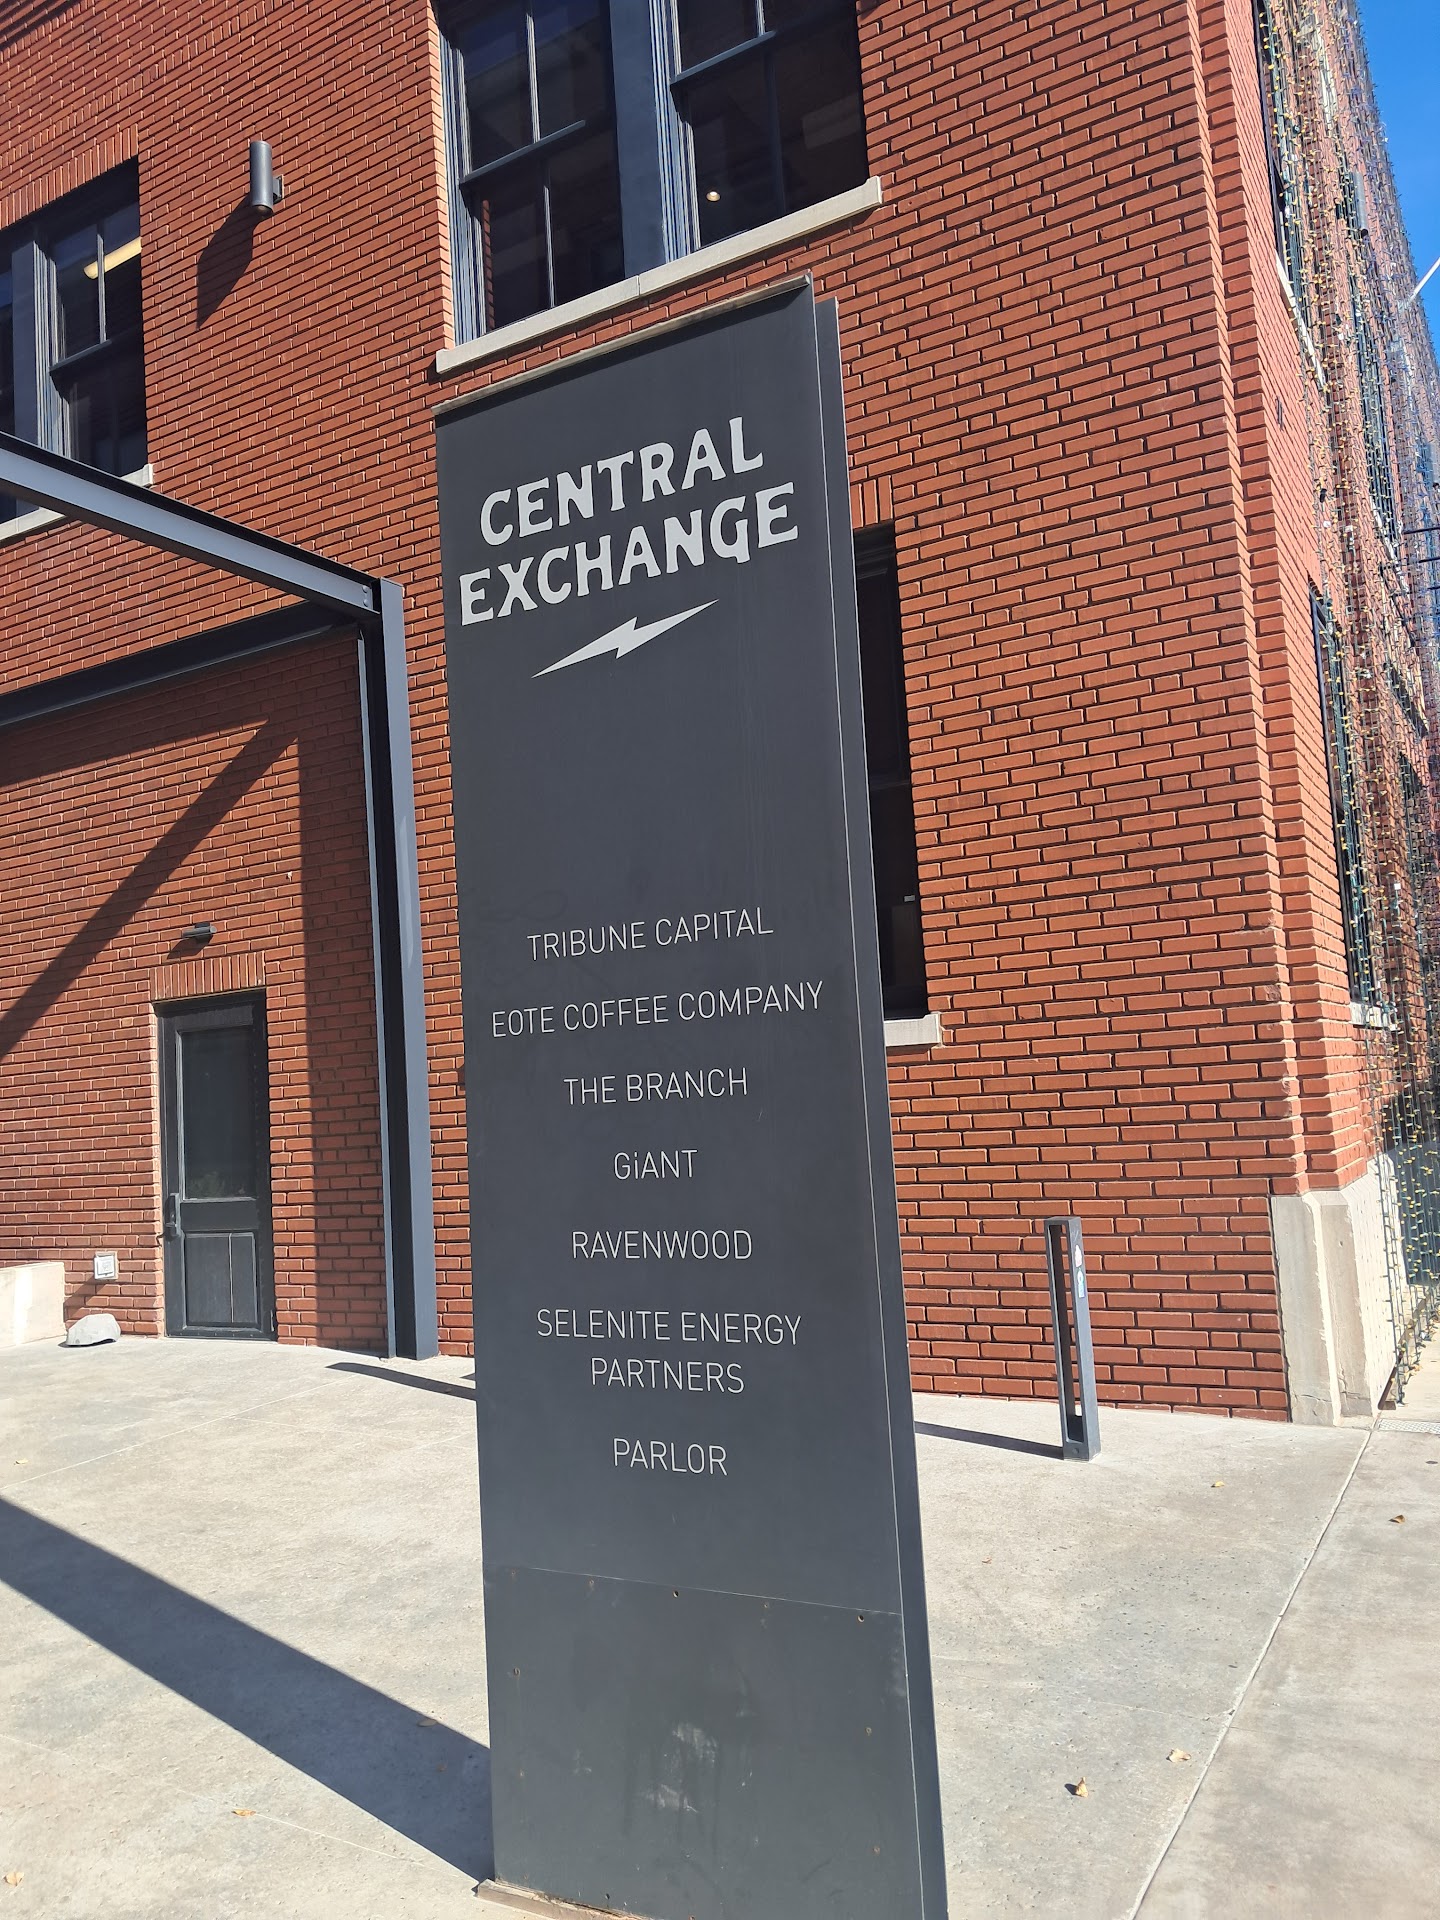 CENTRAL
EXCHANGE
TRIBUNE CAPITAL
EOTE COFFEE COMPANY
THE BRANCH
GiANT
RAVENWOOD
SELENITE ENERGY
PARTNERS
PARLOR